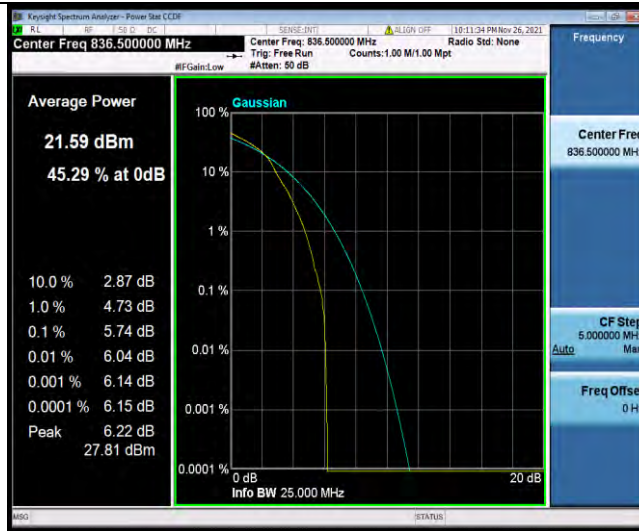 Keysight Spectrum Analyzer - Power Stat CCDF
RL RF 50 Ω DC SENSE:INT ALIGN OFF 10:11:34 PM Nov 26, 2021
Center Freq 836.500000 MHz
Center Freq: 836.500000 MHz Radio Std: None
Trig: Free Run Counts:1.00 M/1.00 Mpt
#IFGain:Low #Atten: 50 dB
Frequency
Average Power
21.59 dBm
45.29 % at 0dB
10.0 % 2.87 dB
1.0 % 4.73 dB
0.1 % 5.74 dB
0.01 % 6.04 dB
0.001 % 6.14 dB
0.0001 % 6.15 dB
Peak 6.22 dB
27.81 dBm
Gaussian
100 %
10 %
1 %
0.1 %
0.01 %
0.001 %
0.0001 %
0 dB 20 dB
Info BW 25.000 MHz
Center Fre
836.500000 MH
CF Step
5.000000 MH
Auto Ma
Freq Offse
0 H
MSG STATUS